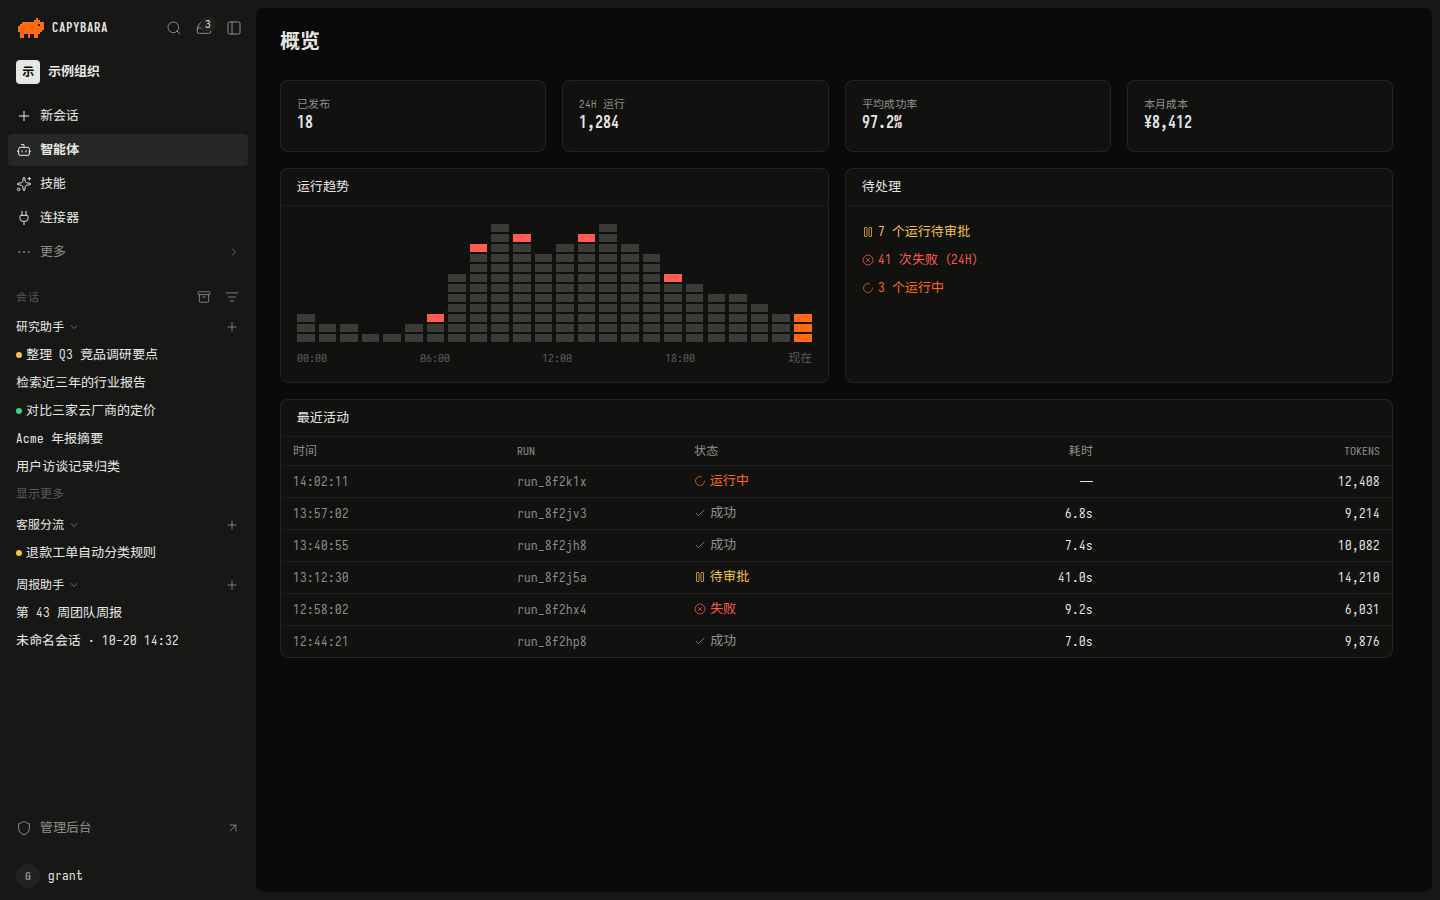 CAPYBARA
3
示 示例组织
新会话
智能体
技能
连接器
更多
会话
研究助手
整理 Q3 竞品调研要点
检索近三年的行业报告
对比三家云厂商的定价
Acme 年报摘要
用户访谈记录归类
显示更多
客服分流
退款工单自动分类规则
周报助手
第 43 周团队周报
未命名会话 · 10-20 14:32
管理后台
G grant
概览
已发布
18
24H 运行
1,284
平均成功率
97.2%
本月成本
¥8,412
运行趋势
00:00 06:00 12:00 18:00 现在
待处理
7 个运行待审批
41 次失败（24H）
3 个运行中
最近活动
时间 RUN 状态 耗时 TOKENS
14:02:11 run_8f2k1x 运行中 — 12,408
13:57:02 run_8f2jv3 成功 6.8s 9,214
13:40:55 run_8f2jh8 成功 7.4s 10,082
13:12:30 run_8f2j5a 待审批 41.0s 14,210
12:58:02 run_8f2hx4 失败 9.2s 6,031
12:44:21 run_8f2hp8 成功 7.0s 9,876